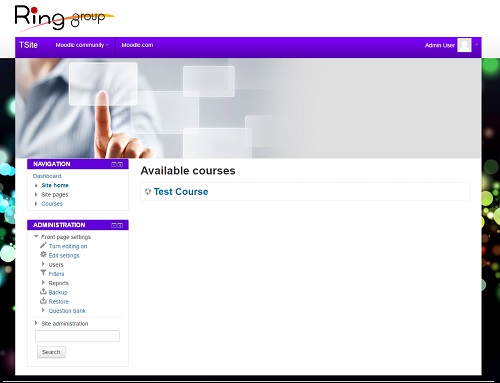 Ring group
TSite Moodle community Moodle.com Admin User
NAVIGATION
Dashboard
Site home
Site pages
Courses
Available courses
Test Course
ADMINISTRATION
Front page settings
Turn editing on
Edit settings
Users
Filters
Reports
Backup
Restore
Question bank
Site administration
Search